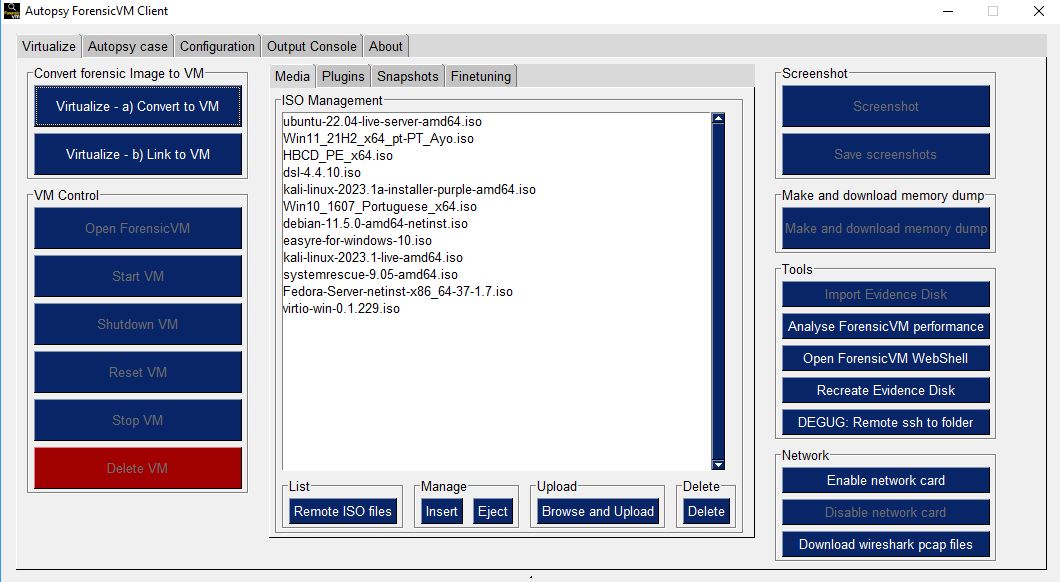 Autopsy ForensicVM Client
Virtualize
Autopsy case
Configuration
Output Console
About
Convert forensic Image to VM
Virtualize - a) Convert to VM
Virtualize - b) Link to VM
VM Control
Open ForensicVM
Start VM
Shutdown VM
Reset VM
Stop VM
Delete VM
Media
Plugins
Snapshots
Finetuning
ISO Management
ubuntu-22.04-live-server-amd64.iso
Win11_21H2_x64_pt-PT_Ayo.iso
HBCD_PE_x64.iso
dsl-4.4.10.iso
kali-linux-2023.1a-installer-purple-amd64.iso
Win10_1607_Portuguese_x64.iso
debian-11.5.0-amd64-netinst.iso
easyre-for-windows-10.iso
kali-linux-2023.1-live-amd64.iso
systemrescue-9.05-amd64.iso
Fedora-Server-netinst-x86_64-37-1.7.iso
virtio-win-0.1.229.iso
List
Remote ISO files
Manage
Insert
Eject
Upload
Browse and Upload
Delete
Delete
Screenshot
Screenshot
Save screenshots
Make and download memory dump
Make and download memory dump
Tools
Import Evidence Disk
Analyse ForensicVM performance
Open ForensicVM WebShell
Recreate Evidence Disk
DEGUG: Remote ssh to folder
Network
Enable network card
Disable network card
Download wireshark pcap files